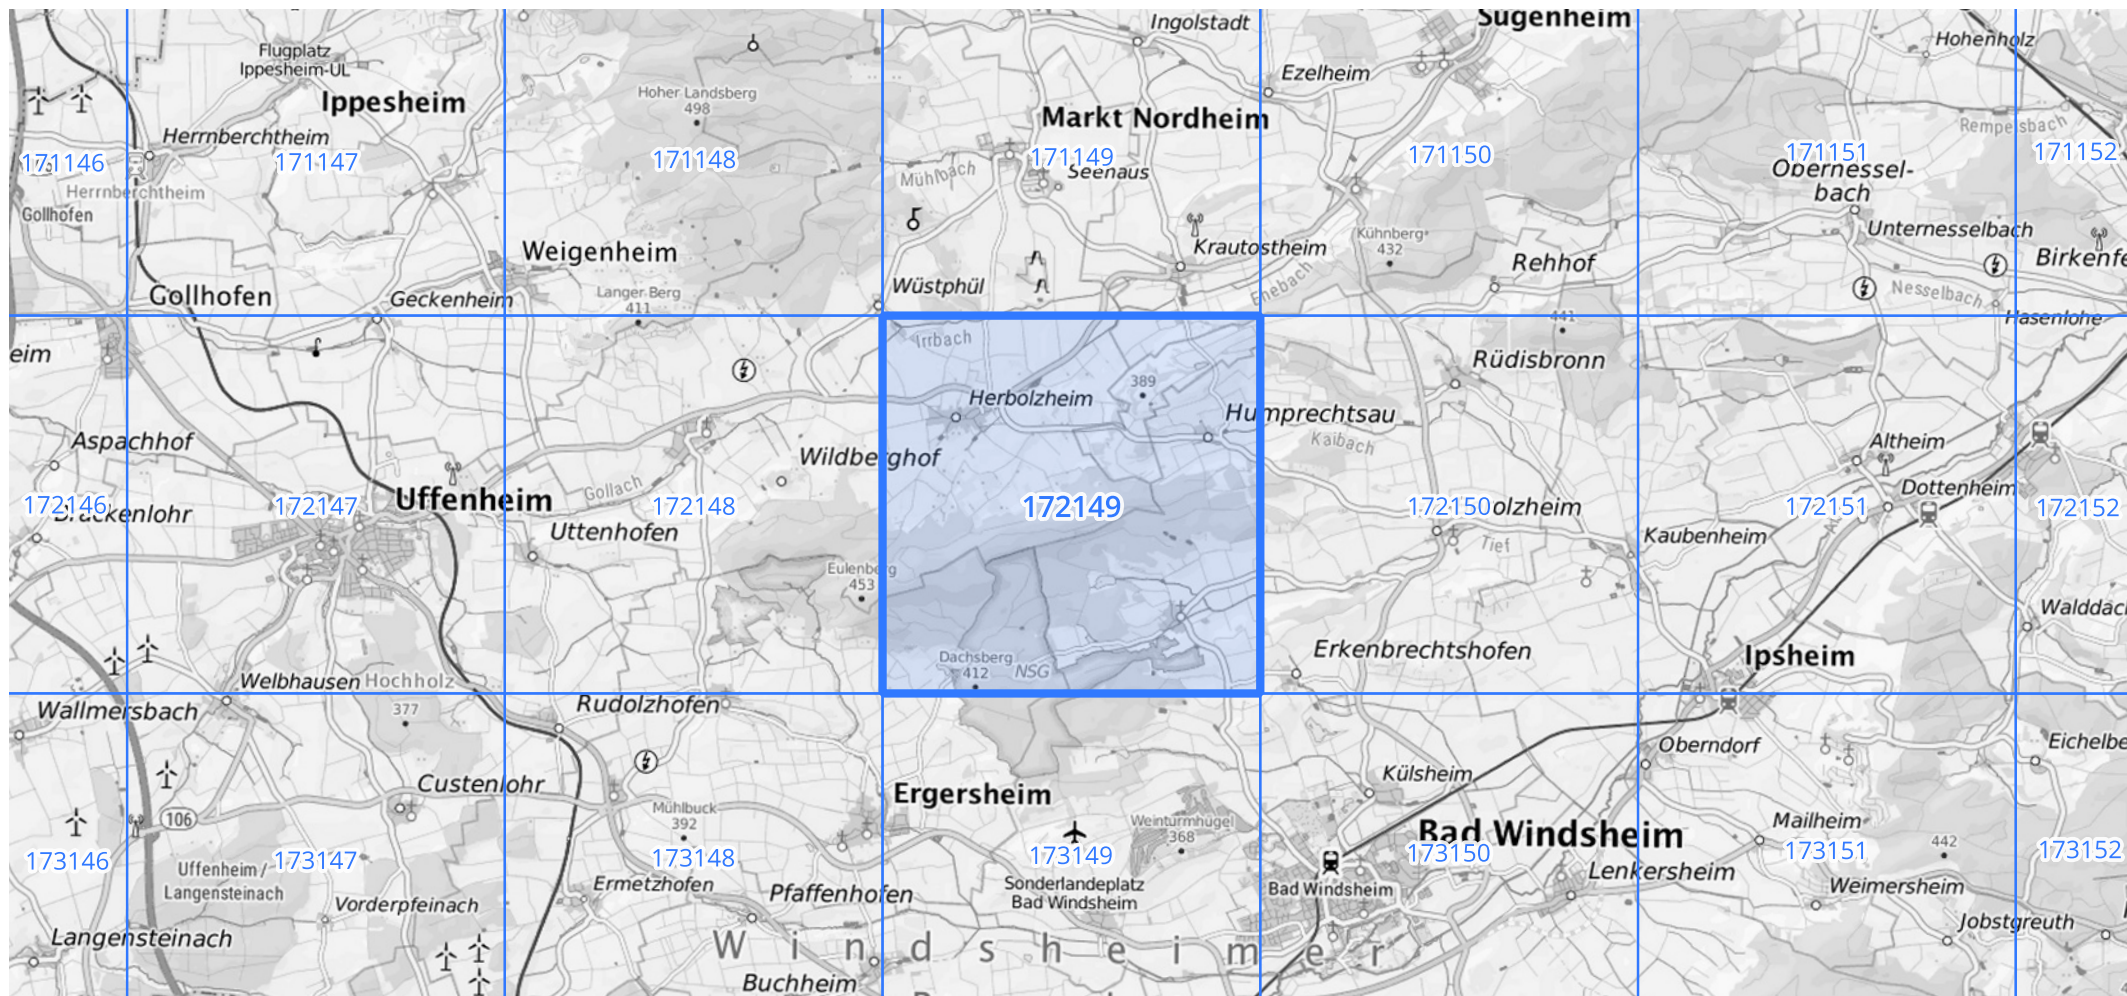 Ingolstadt
Sugenheim
Hohenholz
Flugplatz
Ippesheim-UL
Ezelheim
Hoher Landsberg
498
Ippesheim
Markt Nordheim
Rempelsbach
Herrnberchtheim
171146
171147
171148
171149
171150
171151
171152
Seehaus
Mühlbach
Obernessel-
bach
Herrnberchtheim
Gollhofen
Unternesselbach
Kühnberg
432
Krautostheim
Weigenheim
Rehhof
Birkenfe
Ehebach
Wüstphül
Nesselbach
Gollhofen
Geckenheim
Langer Berg
411
441
Hasenlohe
eim
Irrbach
Rüdisbronn
389
Herbolzheim
Humprechtsau
Kaibach
Aspachhof
Altheim
Wildberghof
Gollach
Dottenheim
Uffenheim
172146
172147
172148
172149
172150
172151
172152
Brackenlohr
olzheim
Uttenhofen
Kaubenheim
Tief
Eulenberg
453
Walddac
Erkenbrechtshofen
Ipsheim
Dachsberg
412
NSG
Welbhausen
Hochholz
377
Wallmersbach
Rudolzhofen
Oberndorf
Eichelbe
Külsheim
Custenlohr
Ergersheim
Mühlbuck
392
Weinturmhügel
368
106
Mailheim
Bad Windsheim
442
173146
173147
173148
173149
173150
173151
173152
Uffenheim /
Langensteinach
Ermetzhofen
Pfaffenhofen
Sonderlandeplatz
Bad Windsheim
Bad Windsheim
Lenkersheim
Weimersheim
Vorderpfeinach
Jobstgreuth
Langensteinach
Windsheimer
Buchheim